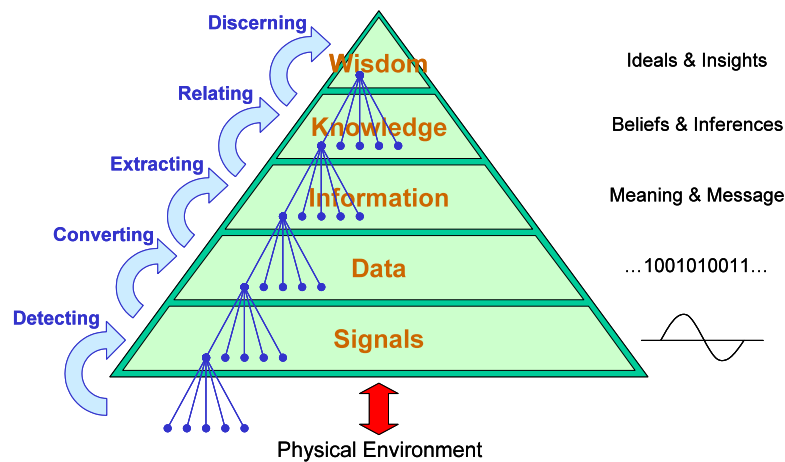 Discerning
Wisdom
Ideals & Insights
Relating
Knowledge
Beliefs & Inferences
Extracting
Information
Meaning & Message
Converting
Data
…1001010011…
Detecting
Signals
Physical Environment